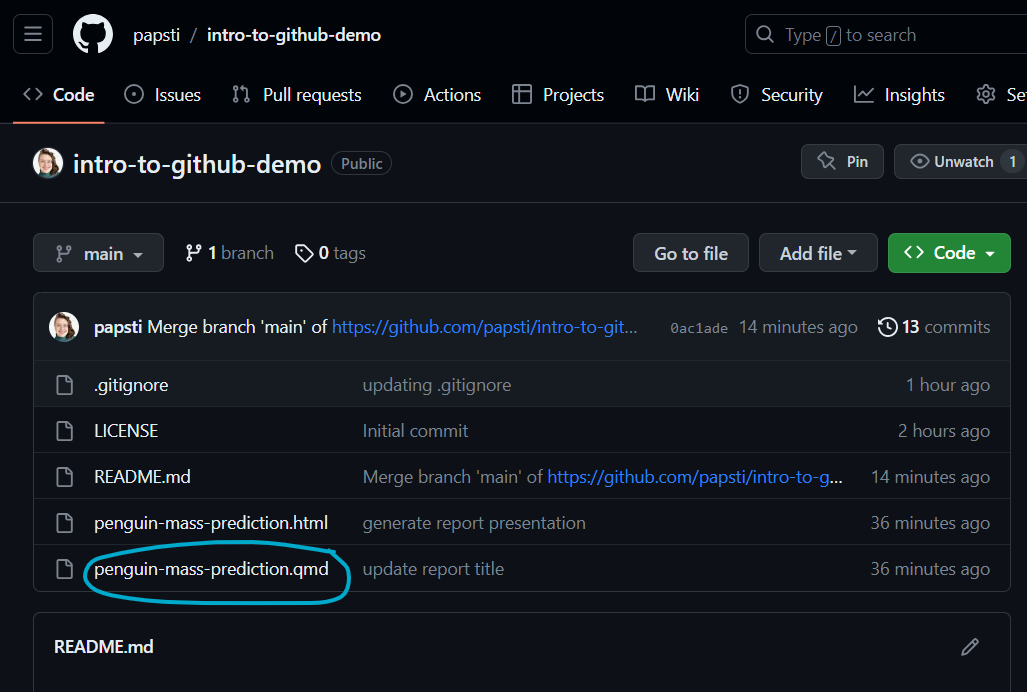 papsti / intro-to-github-demo Type / to search
Code Issues Pull requests Actions Projects Wiki Security Insights Set
intro-to-github-demo Public Pin Unwatch 1
main 1 branch 0 tags Go to file Add file Code
papsti Merge branch 'main' of https://github.com/papsti/intro-to-git... 0ac1ade 14 minutes ago 13 commits
.gitignore updating .gitignore 1 hour ago
LICENSE Initial commit 2 hours ago
README.md Merge branch 'main' of https://github.com/papsti/intro-to-g... 14 minutes ago
penguin-mass-prediction.html generate report presentation 36 minutes ago
penguin-mass-prediction.qmd update report title 36 minutes ago
README.md